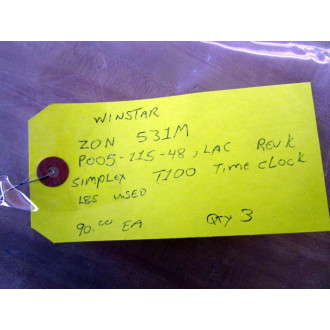 WINSTAR
ZON 531M
P005-115-48, LAC Rev K
Simplex T100 Time Clock
LBS USED
90.00 EA QTY 3